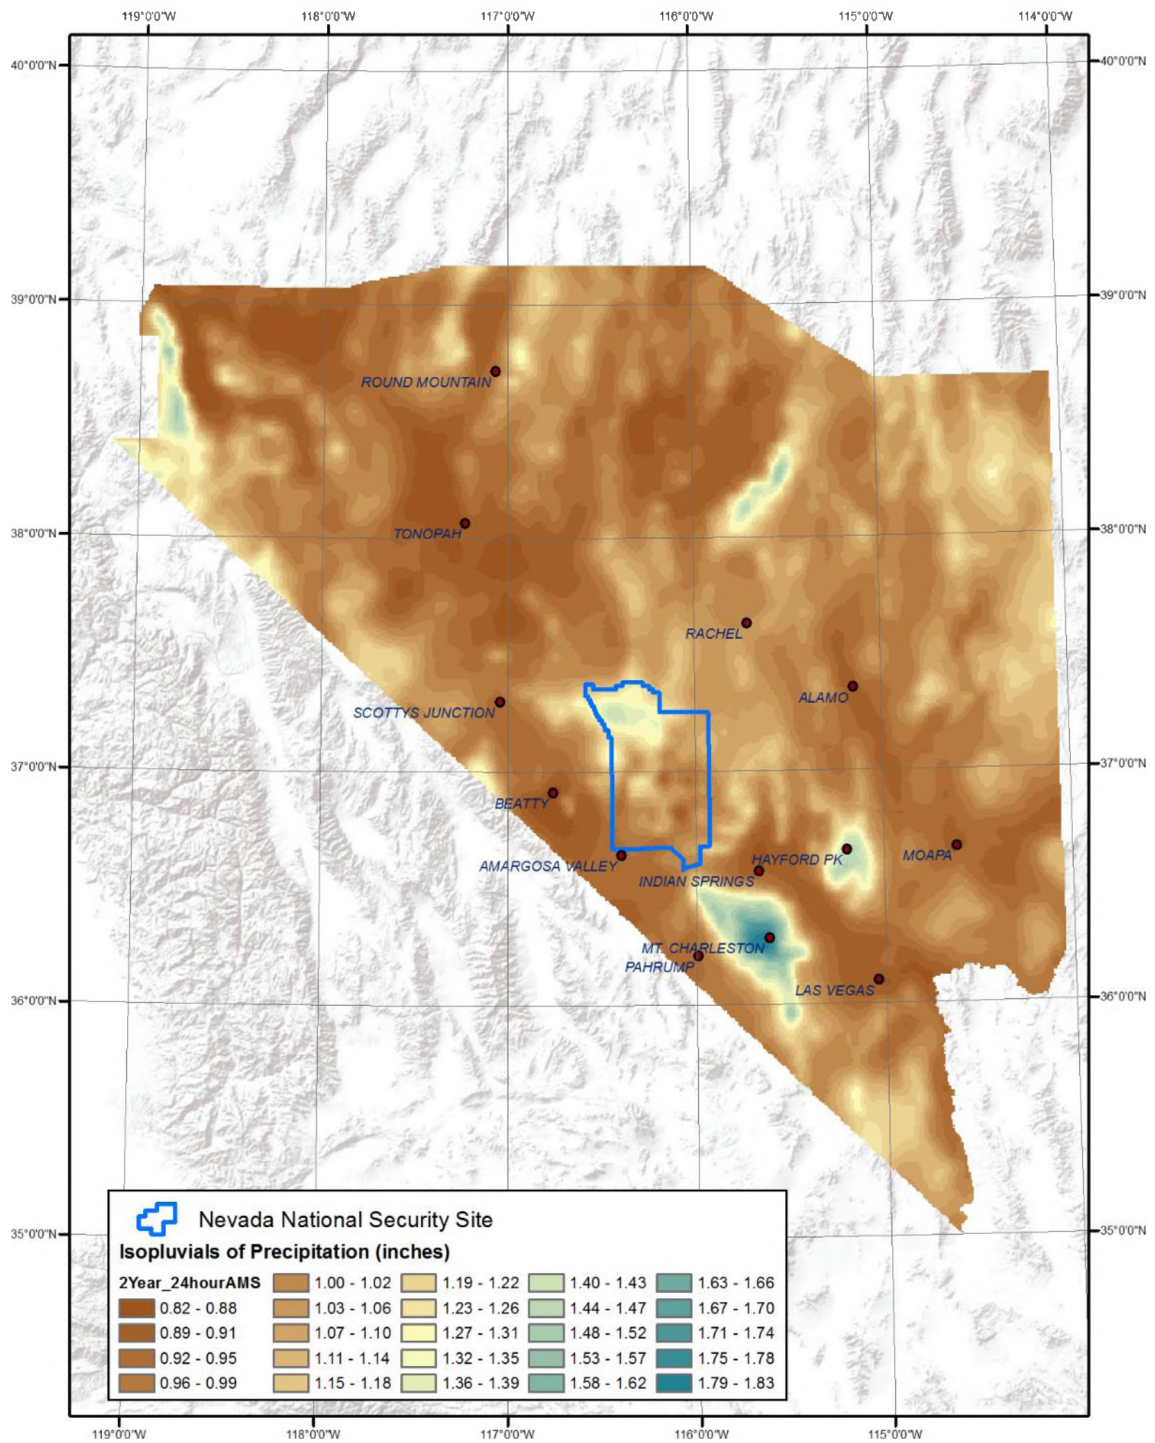 119°0'0"W 118°0'0"W 117°0'0"W 116°0'0"W 115°0'0"W 114°0'0"W
40°0'0"N 40°0'0"N
39°0'0"N 39°0'0"N
ROUND MOUNTAIN
TONOPAH
38°0'0"N 38°0'0"N
RACHEL
ALAMO
SCOTTYS JUNCTION
37°0'0"N 37°0'0"N
BEATTY
AMARGOSA VALLEY
HAYFORD PK
MOAPA
INDIAN SPRINGS
MT. CHARLESTON
PAHRUMP
LAS VEGAS
36°0'0"N 36°0'0"N
35°0'0"N 35°0'0"N
Nevada National Security Site
Isopluvials of Precipitation (inches)
2Year_24hourAMS 1.00 - 1.02 1.19 - 1.22 1.40 - 1.43 1.63 - 1.66
0.82 - 0.88 1.03 - 1.06 1.23 - 1.26 1.44 - 1.47 1.67 - 1.70
0.89 - 0.91 1.07 - 1.10 1.27 - 1.31 1.48 - 1.52 1.71 - 1.74
0.92 - 0.95 1.11 - 1.14 1.32 - 1.35 1.53 - 1.57 1.75 - 1.78
0.96 - 0.99 1.15 - 1.18 1.36 - 1.39 1.58 - 1.62 1.79 - 1.83
119°0'0"W 118°0'0"W 117°0'0"W 116°0'0"W 115°0'0"W